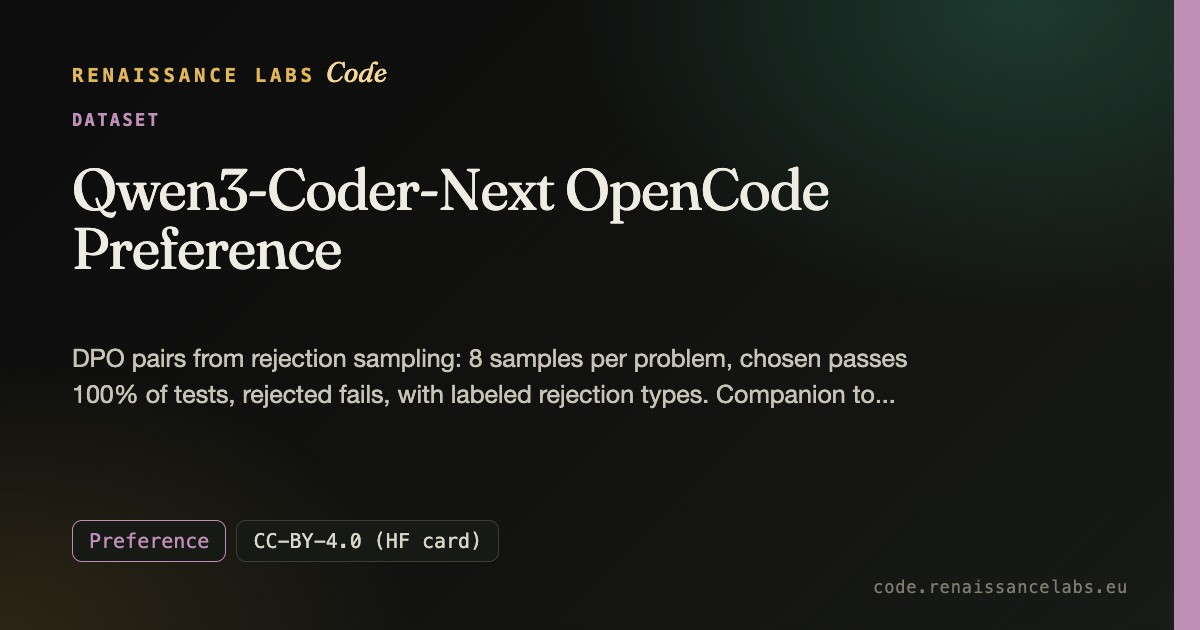 RENAISSANCE LABS Code
DATASET
Qwen3-Coder-Next OpenCode
Preference
DPO pairs from rejection sampling: 8 samples per problem, chosen passes
100% of tests, rejected fails, with labeled rejection types. Companion to...
Preference
CC-BY-4.0 (HF card)
code.renaissancelabs.eu